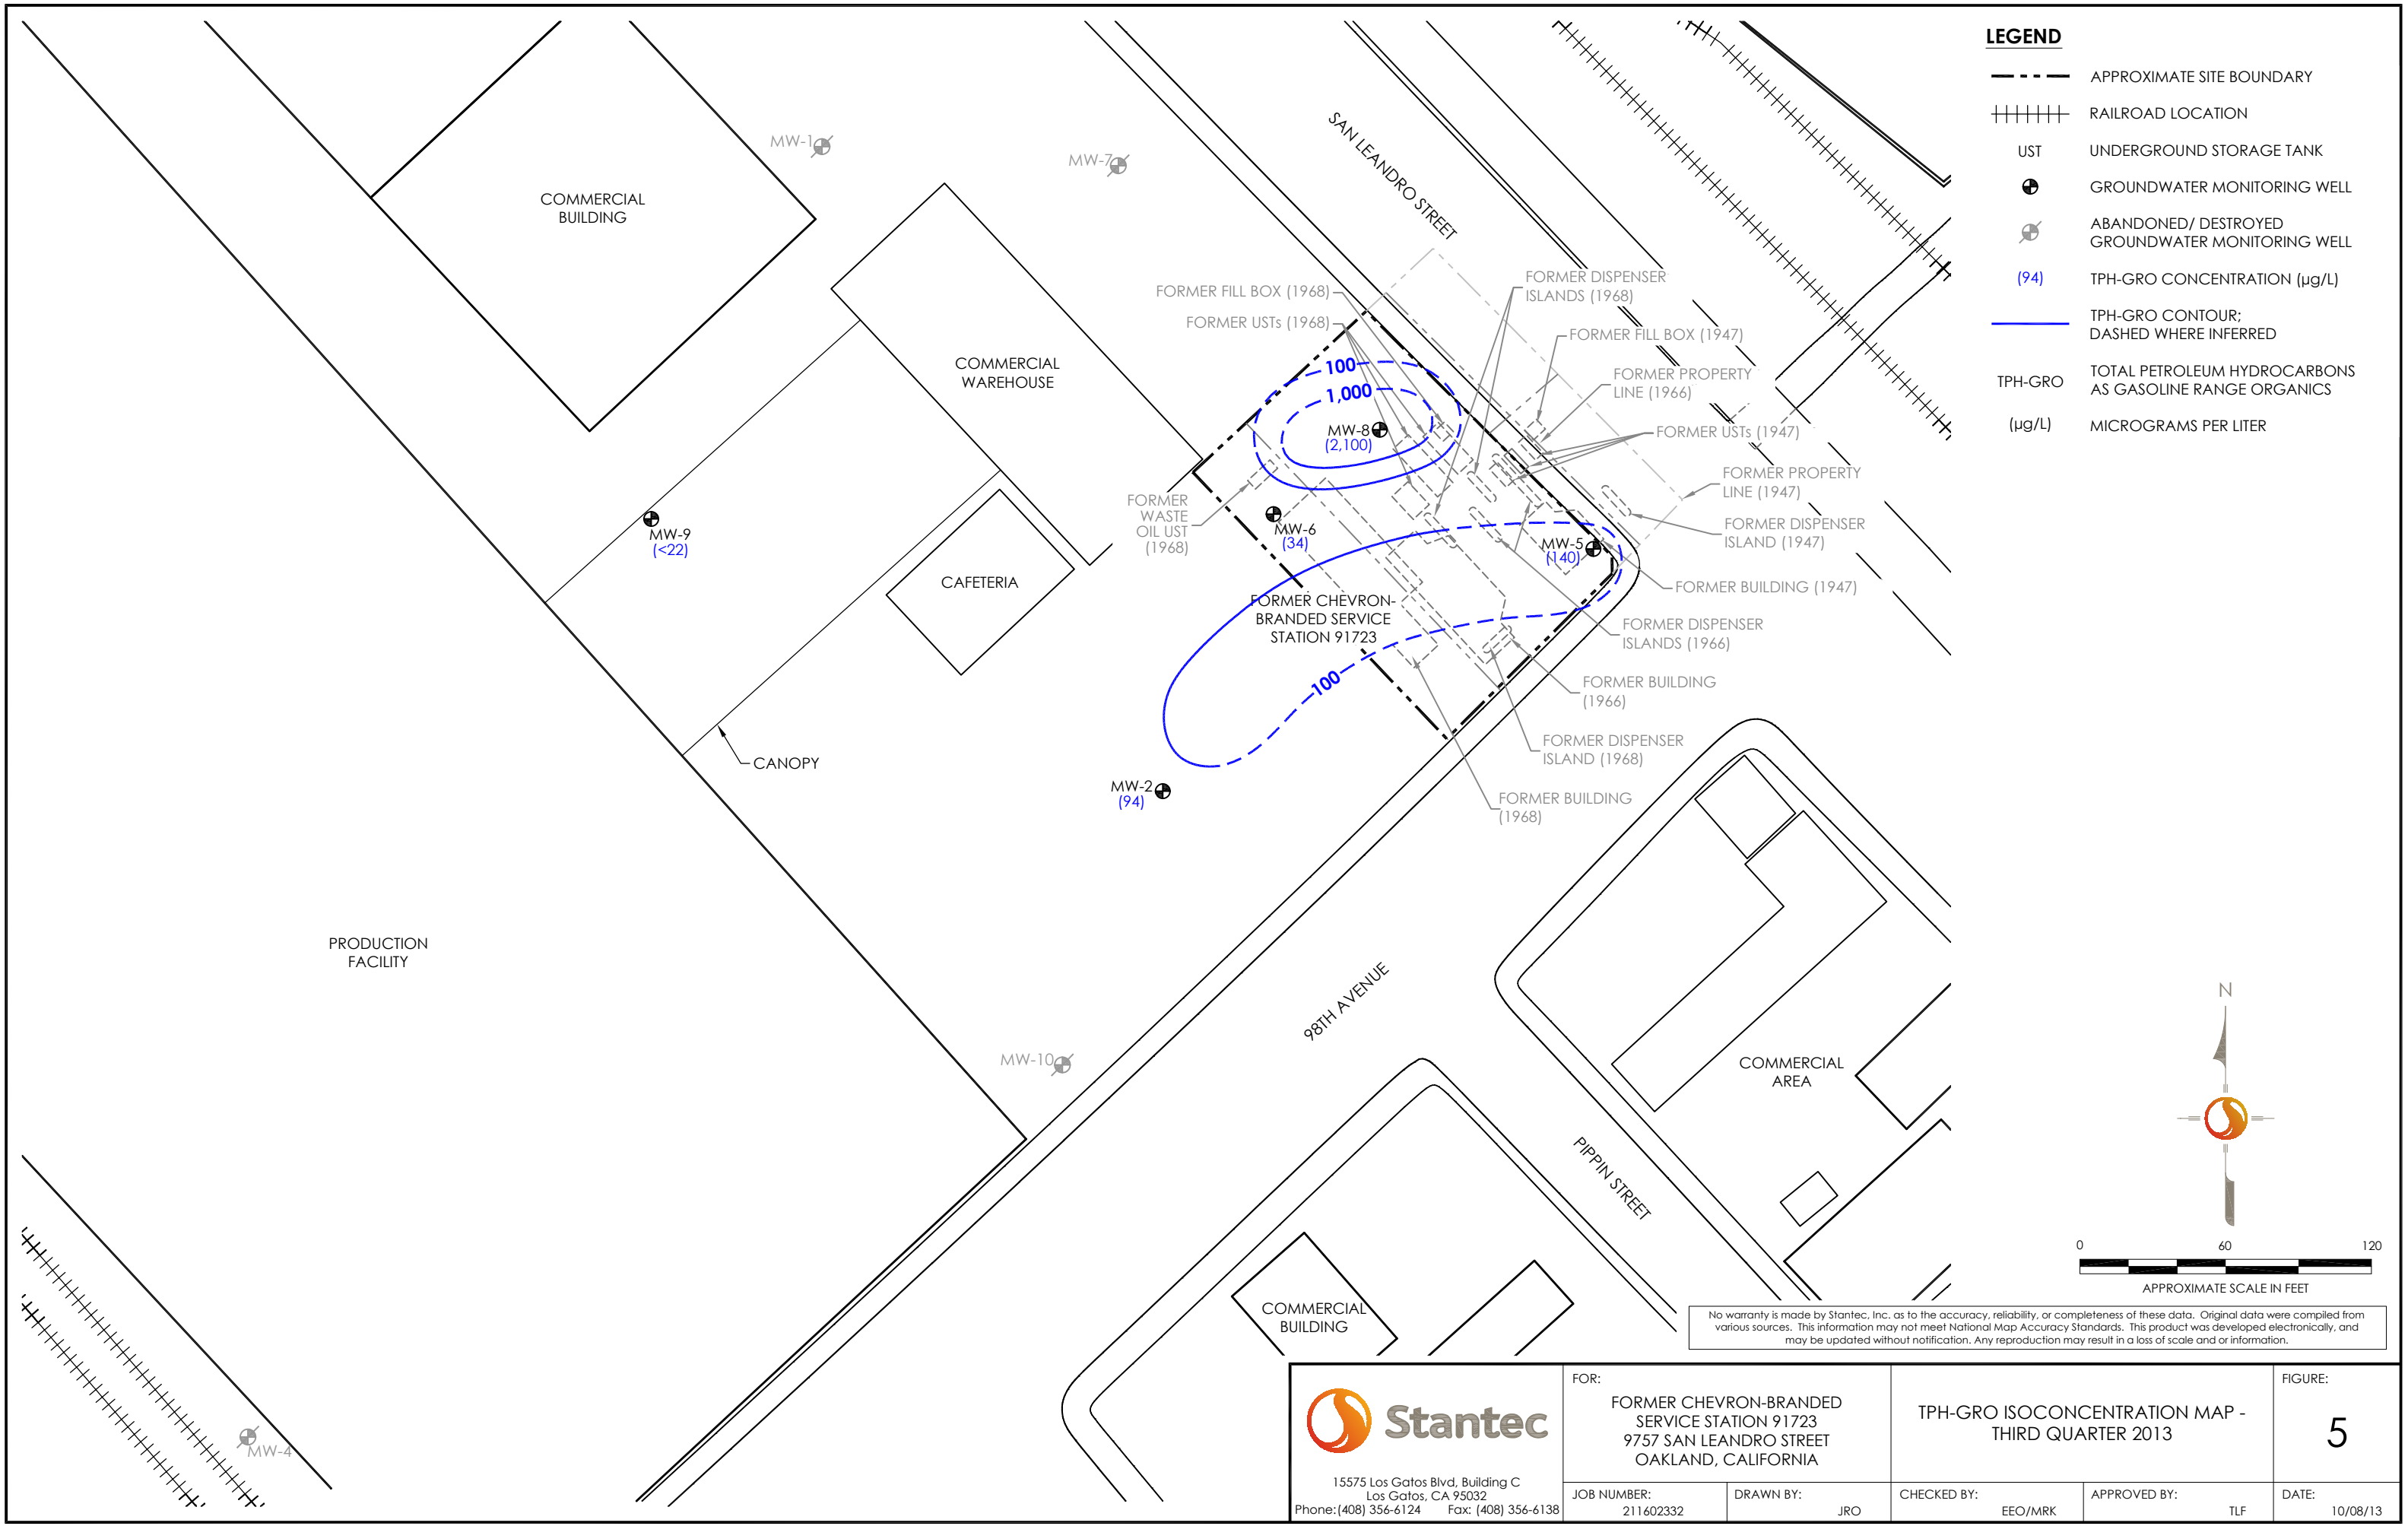 LEGEND
APPROXIMATE SITE BOUNDARY
RAILROAD LOCATION
UST UNDERGROUND STORAGE TANK
GROUNDWATER MONITORING WELL
ABANDONED/ DESTROYED
GROUNDWATER MONITORING WELL
(94) TPH-GRO CONCENTRATION (µg/L)
TPH-GRO CONTOUR;
DASHED WHERE INFERRED
TPH-GRO TOTAL PETROLEUM HYDROCARBONS
AS GASOLINE RANGE ORGANICS
(µg/L) MICROGRAMS PER LITER
MW-1
MW-7
SAN LEANDRO STREET
COMMERCIAL
BUILDING
COMMERCIAL
WAREHOUSE
FORMER FILL BOX (1968)
FORMER USTs (1968)
FORMER DISPENSER
ISLANDS (1968)
FORMER FILL BOX (1947)
FORMER PROPERTY
LINE (1966)
FORMER USTs (1947)
FORMER PROPERTY
LINE (1947)
FORMER DISPENSER
ISLAND (1947)
FORMER BUILDING (1947)
FORMER DISPENSER
ISLANDS (1966)
FORMER BUILDING
(1966)
FORMER DISPENSER
ISLAND (1968)
FORMER BUILDING
(1968)
100
1,000
MW-8
(2,100)
FORMER
WASTE
OIL UST
(1968)
MW-6
(34)
MW-5
(140)
MW-9
(<22)
CAFETERIA
FORMER CHEVRON-
BRANDED SERVICE
STATION 91723
100
CANOPY
MW-2
(94)
PRODUCTION
FACILITY
98TH AVENUE
MW-10
COMMERCIAL
AREA
PIPPIN STREET
COMMERCIAL
BUILDING
MW-4
N
0 60 120
APPROXIMATE SCALE IN FEET
No warranty is made by Stantec, Inc. as to the accuracy, reliability, or completeness of these data. Original data were compiled from
various sources. This information may not meet National Map Accuracy Standards. This product was developed electronically, and
may be updated without notification. Any reproduction may result in a loss of scale and or information.
Stantec
15575 Los Gatos Blvd, Building C
Los Gatos, CA 95032
Phone:(408) 356-6124 Fax: (408) 356-6138
FOR:
FORMER CHEVRON-BRANDED
SERVICE STATION 91723
9757 SAN LEANDRO STREET
OAKLAND, CALIFORNIA
TPH-GRO ISOCONCENTRATION MAP -
THIRD QUARTER 2013
FIGURE:
5
JOB NUMBER:
211602332
DRAWN BY:
JRO
CHECKED BY:
EEO/MRK
APPROVED BY:
TLF
DATE:
10/08/13